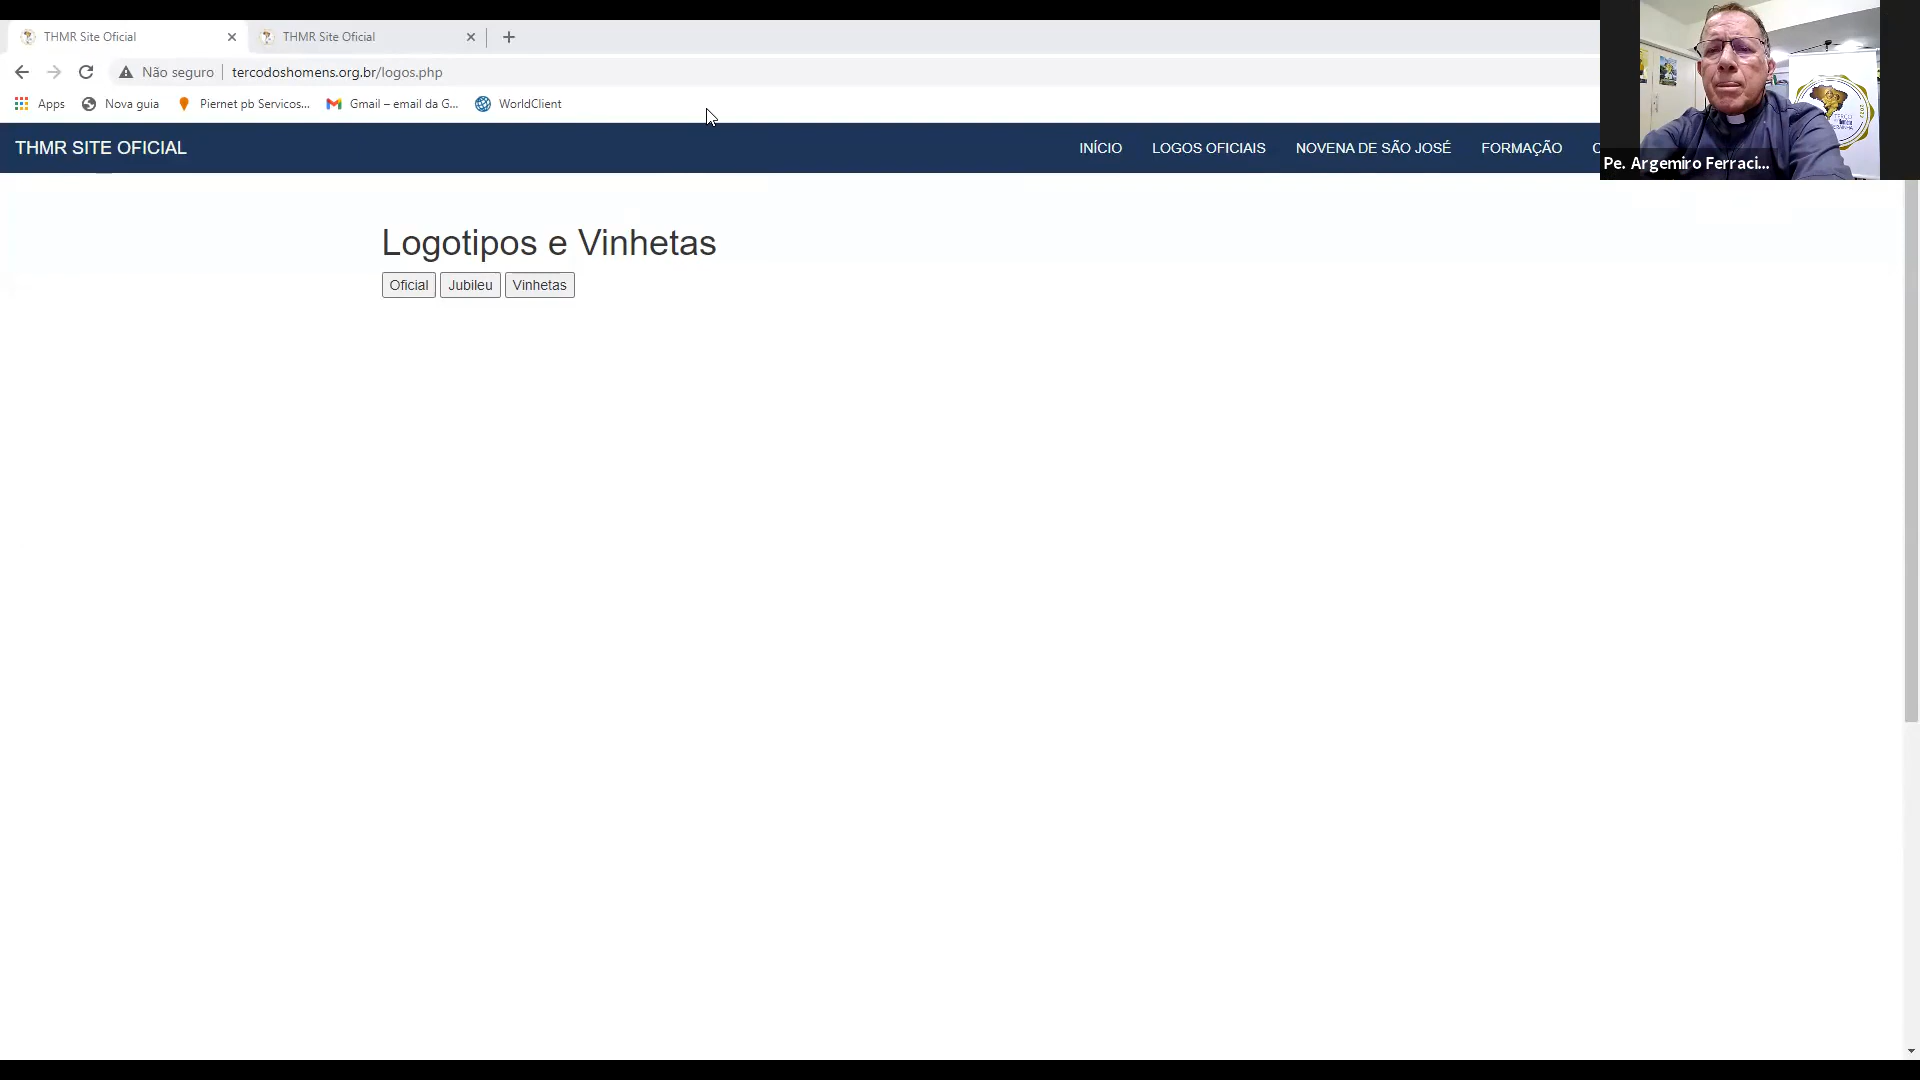 THMR Site Oficial
THMR Site Oficial
Não seguro
tercodoshomens.org.br/logos.php
Apps
Nova guia
Piernet pb Servicos...
Gmail – email da G...
WorldClient
THMR SITE OFICIAL
INÍCIO
LOGOS OFICIAIS
NOVENA DE SÃO JOSÉ
FORMAÇÃO
TERÇO
Pe. Argemiro Ferraci...
Logotipos e Vinhetas
Oficial
Jubileu
Vinhetas